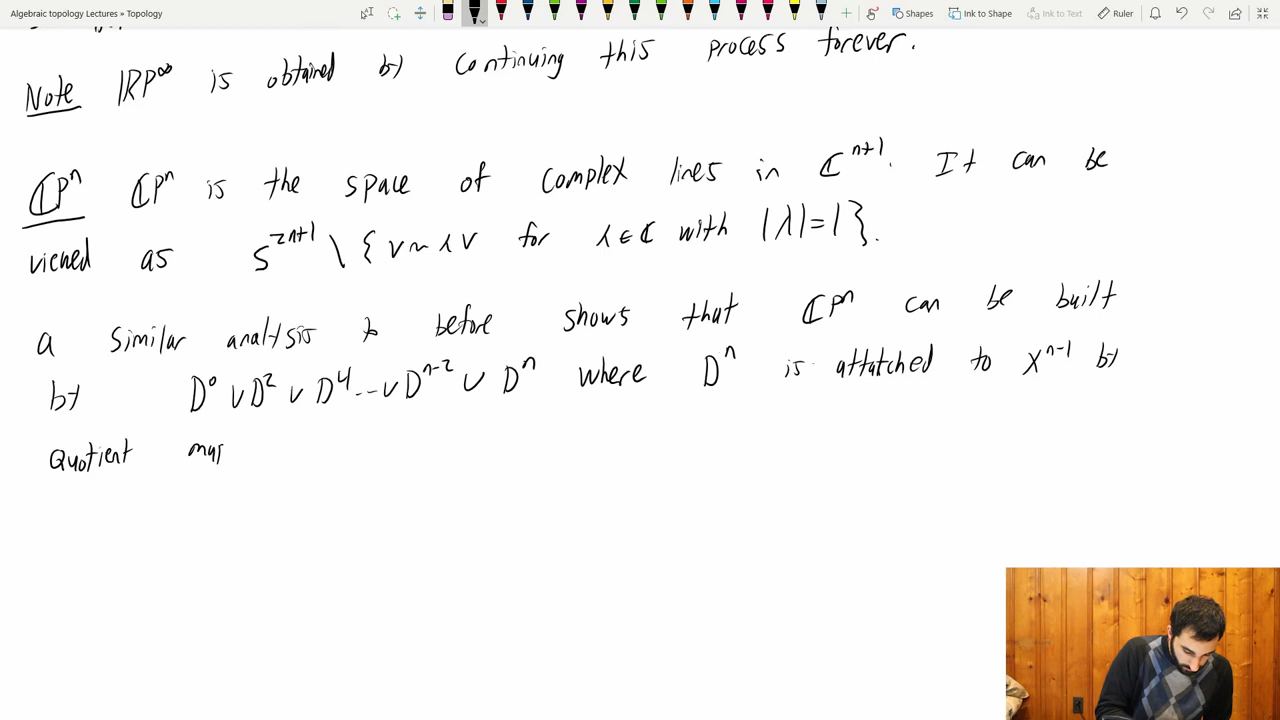 Algebraic topology Lectures » Topology
Shapes Ink to Shape Ink to Text Ruler
Note RP^∞ is obtained by continuing this process forever.
CP^n CP^n is the space of complex lines in C^{n+1}. It can be
viewed as S^{2n+1} \ { v ~ λv for λ ∈ C with |λ|=1 }.
a similar analysis to before shows that CP^n can be built
by D^0 ∪ D^2 ∪ D^4 ... ∪ D^{n-2} ∪ D^n where D^n is attatched to X^{n-1} by
Quotient map